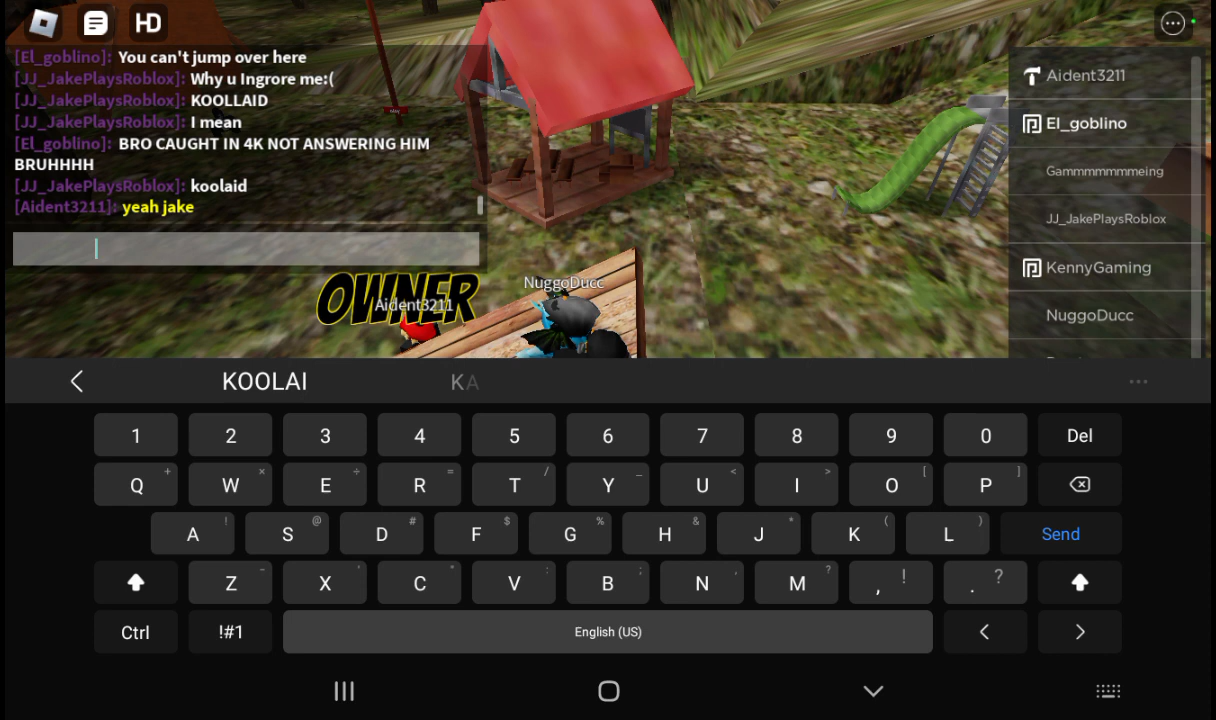 HD
[El_goblino]: You can't jump over here
[JJ_JakePlaysRoblox]: Why u Ingrore me:(
[JJ_JakePlaysRoblox]: KOOLLAID
[JJ_JakePlaysRoblox]: I mean
[El_goblino]: BRO CAUGHT IN 4K NOT ANSWERING HIM
BRUHHHH
[JJ_JakePlaysRoblox]: koolaid
[Aident3211]: yeah jake
Aident3211
El_goblino
Gammmmmmmeing
JJ_JakePlaysRoblox
KennyGaming
NuggoDucc
OWNER
Aident3211
NuggoDucc
KOOLAI KA
1 2 3 4 5 6 7 8 9 0 Del
Q + W × E ÷ R = T / Y _ U < I > O [ P ]
A ! S @ D # F $ G % H & J * K ( L ) Send
Z - X ' C " V : B ; N , M ? , ! . ?
Ctrl !#1 English (US) < >